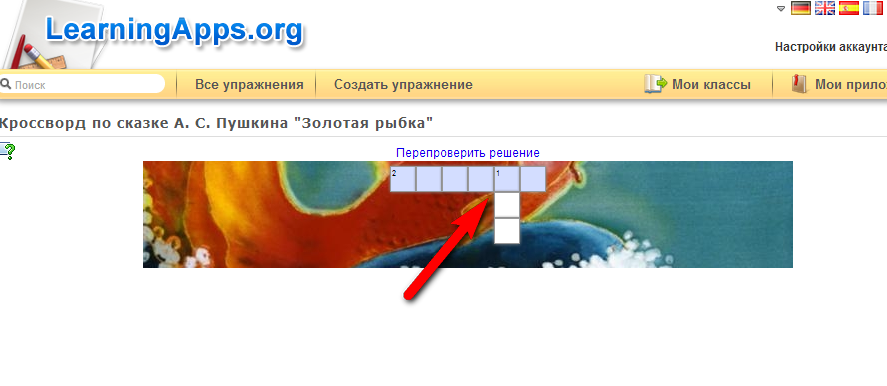 LearningApps.org
Настройки аккаунта
Поиск
Все упражнения
Создать упражнение
Мои классы
Мои прило
Кроссворд по сказке А. С. Пушкина "Золотая рыбка"
?
Перепроверить решение
2 1